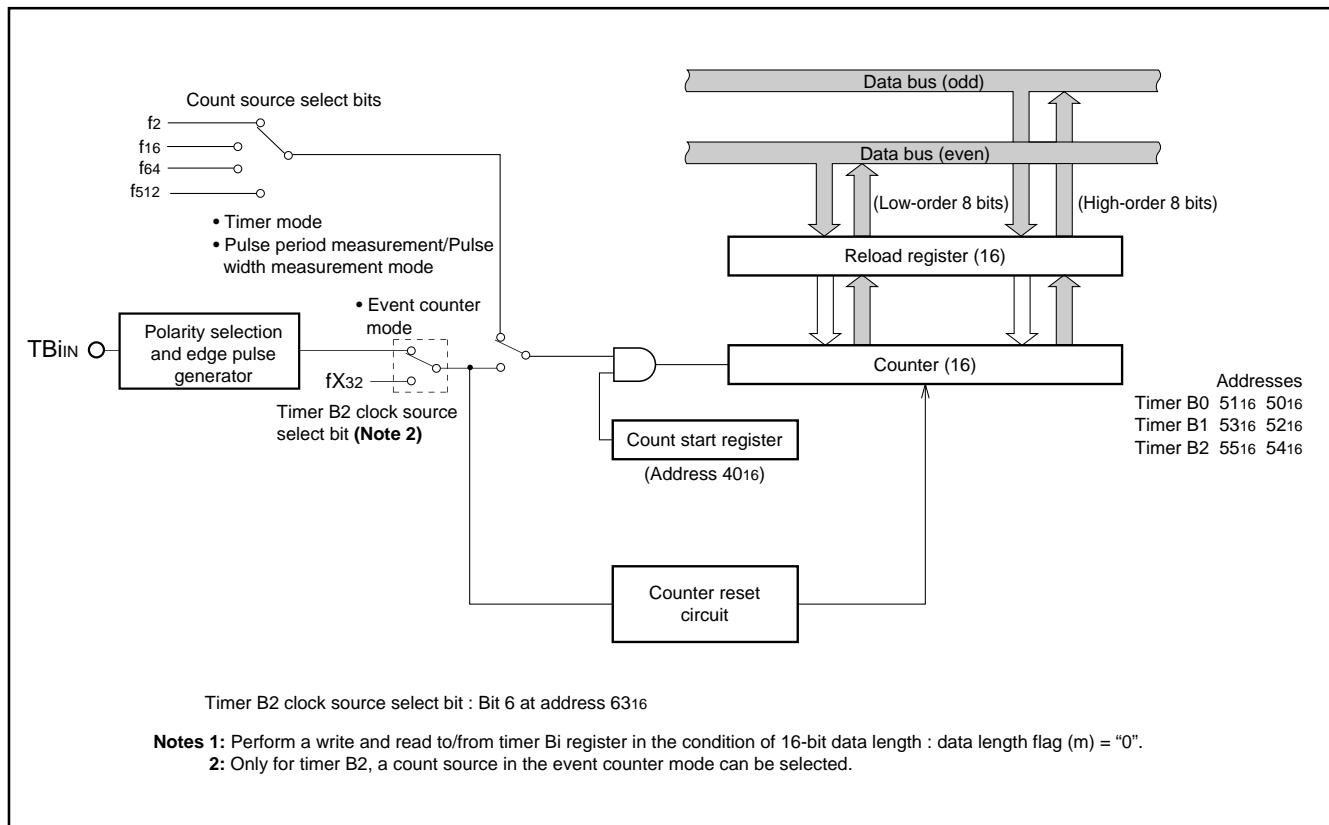 Data bus (odd)
Count source select bits
f2
f16
f64
f512
Data bus (even)
(Low-order 8 bits)
(High-order 8 bits)
• Timer mode
• Pulse period measurement/Pulse
width measurement mode
Reload register (16)
• Event counter
mode
TBiIN
Polarity selection
and edge pulse
generator
fX32
Timer B2 clock source
select bit (Note 2)
Counter (16)
Count start register
(Address 4016)
Addresses
Timer B0 5116 5016
Timer B1 5316 5216
Timer B2 5516 5416
Counter reset
circuit
Timer B2 clock source select bit : Bit 6 at address 6316
Notes 1: Perform a write and read to/from timer Bi register in the condition of 16-bit data length : data length flag (m) = “0”.
2: Only for timer B2, a count source in the event counter mode can be selected.